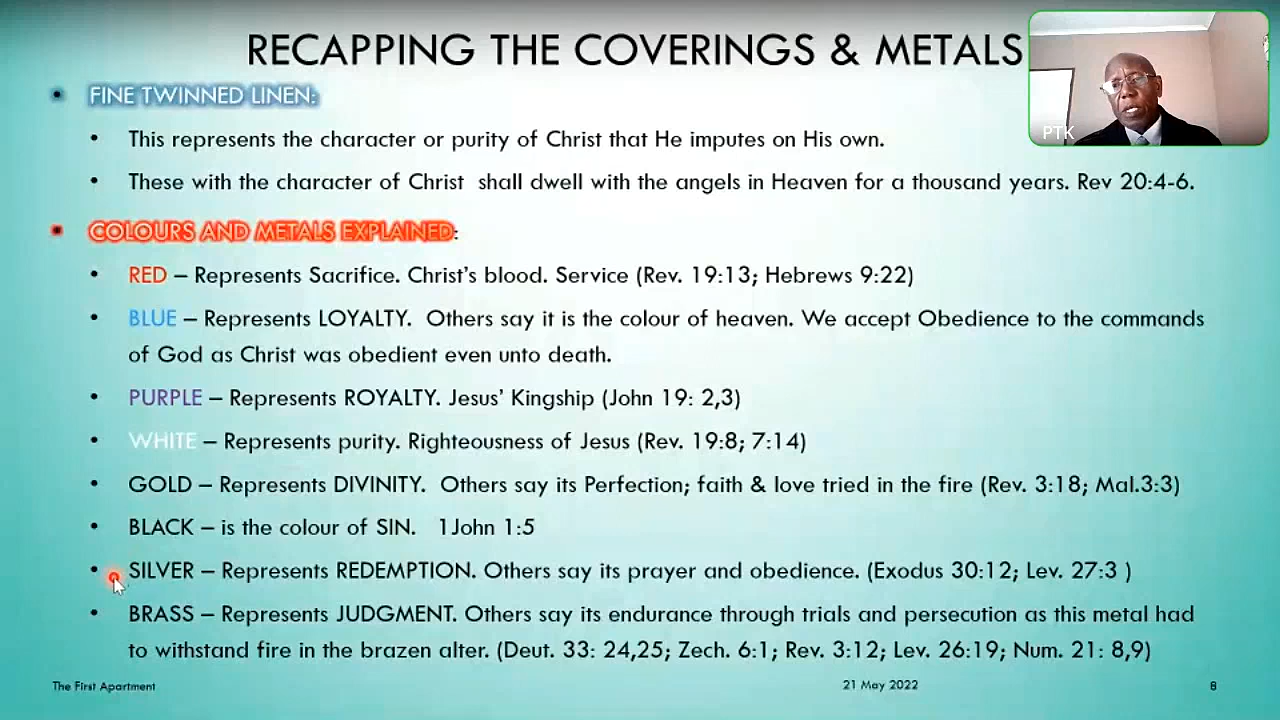 RECAPPING THE COVERINGS & METALS
PTK
• FINE TWINNED LINEN:
• This represents the character or purity of Christ that He imputes on His own.
• These with the character of Christ shall dwell with the angels in Heaven for a thousand years. Rev 20:4-6.
• COLOURS AND METALS EXPLAINED:
• RED – Represents Sacrifice. Christ's blood. Service (Rev. 19:13; Hebrews 9:22)
• BLUE – Represents LOYALTY. Others say it is the colour of heaven. We accept Obedience to the commands
of God as Christ was obedient even unto death.
• PURPLE – Represents ROYALTY. Jesus' Kingship (John 19: 2,3)
• WHITE – Represents purity. Righteousness of Jesus (Rev. 19:8; 7:14)
• GOLD – Represents DIVINITY. Others say its Perfection; faith & love tried in the fire (Rev. 3:18; Mal.3:3)
• BLACK – is the colour of SIN. 1John 1:5
• SILVER – Represents REDEMPTION. Others say its prayer and obedience. (Exodus 30:12; Lev. 27:3 )
• BRASS – Represents JUDGMENT. Others say its endurance through trials and persecution as this metal had
to withstand fire in the brazen alter. (Deut. 33: 24,25; Zech. 6:1; Rev. 3:12; Lev. 26:19; Num. 21: 8,9)
The First Apartment
21 May 2022
8